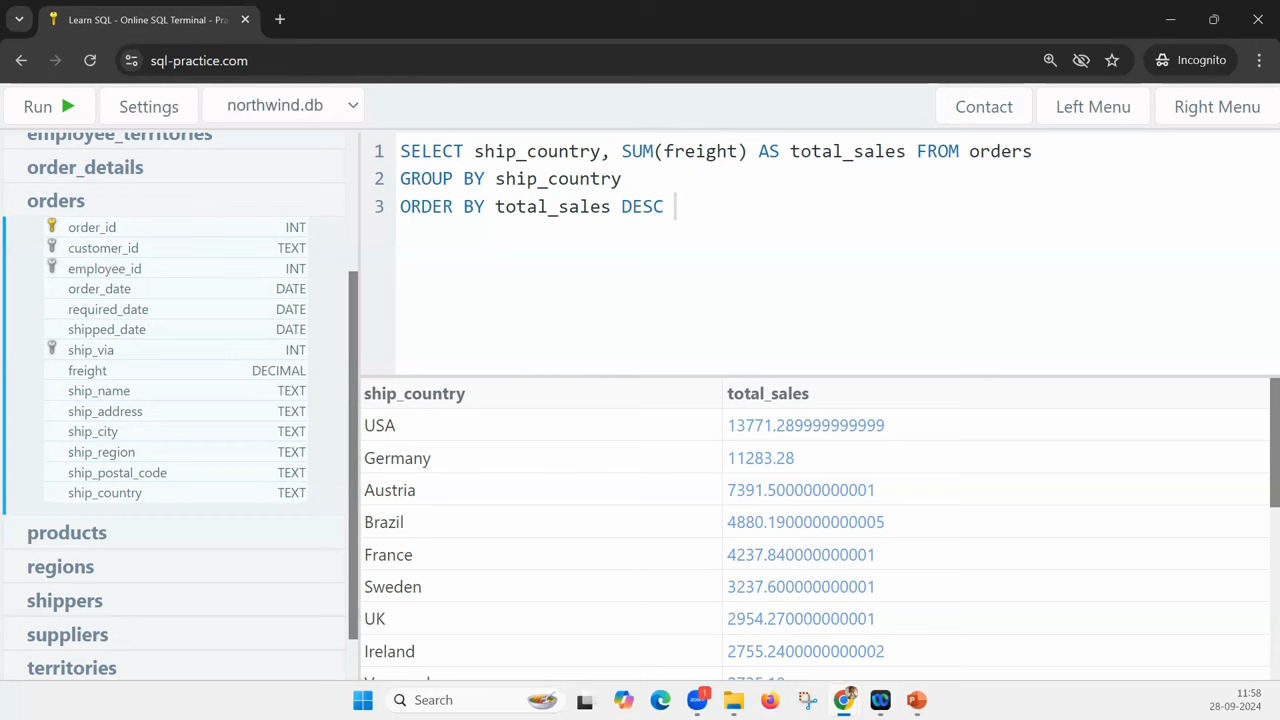 Learn SQL - Online SQL Terminal - Pra
sql-practice.com
Incognito
Run
Settings
northwind.db
Contact
Left Menu
Right Menu
employee_territories
order_details
orders
order_id INT
customer_id TEXT
employee_id INT
order_date DATE
required_date DATE
shipped_date DATE
ship_via INT
freight DECIMAL
ship_name TEXT
ship_address TEXT
ship_city TEXT
ship_region TEXT
ship_postal_code TEXT
ship_country TEXT
products
regions
shippers
suppliers
territories
1 SELECT ship_country, SUM(freight) AS total_sales FROM orders
2 GROUP BY ship_country
3 ORDER BY total_sales DESC
ship_country total_sales
USA 13771.289999999999
Germany 11283.28
Austria 7391.500000000001
Brazil 4880.1900000000005
France 4237.840000000001
Sweden 3237.600000000001
UK 2954.270000000001
Ireland 2755.2400000000002
Search
1
11:58
28-09-2024